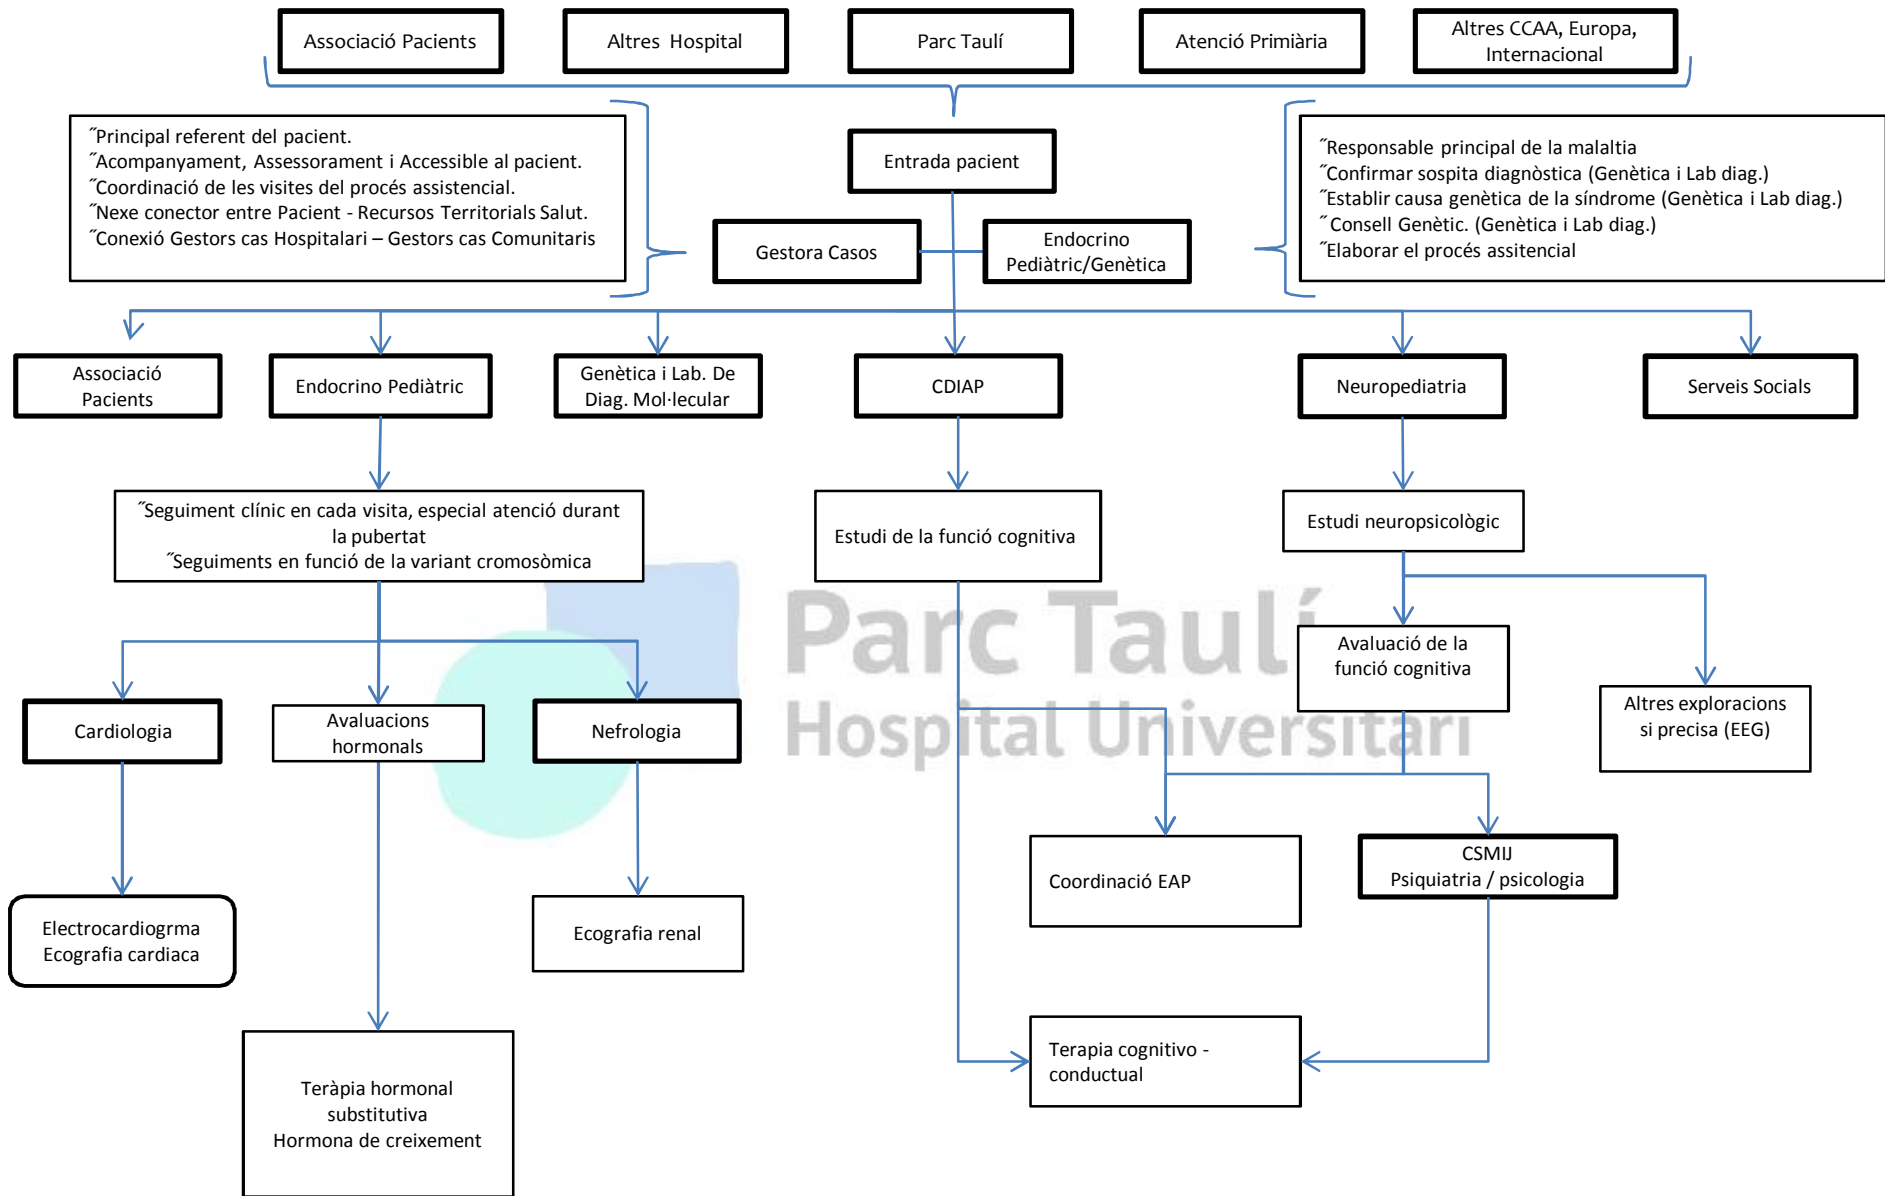 Associació Pacients
Altres Hospital
Parc Taulí
Atenció Primiària
Altres CCAA, Europa,
Internacional
˝Principal referent del pacient.
˝Acompanyament, Assessorament i Accessible al pacient.
˝Coordinació de les visites del procés assistencial.
˝Nexe conector entre Pacient - Recursos Territorials Salut.
˝Conexió Gestors cas Hospitalari – Gestors cas Comunitaris
Entrada pacient
˝Responsable principal de la malaltia
˝Confirmar sospita diagnòstica (Genètica i Lab diag.)
˝Establir causa genètica de la síndrome (Genètica i Lab diag.)
˝ Consell Genètic. (Genètica i Lab diag.)
˝Elaborar el procés assitencial
Gestora Casos
Endocrino
Pediàtric/Genètica
Associació
Pacients
Endocrino Pediàtric
Genètica i Lab. De
Diag. Mol·lecular
CDIAP
Neuropediatria
Serveis Socials
˝Seguiment clínic en cada visita, especial atenció durant
la pubertat
˝Seguiments en funció de la variant cromosòmica
Estudi de la funció cognitiva
Estudi neuropsicològic
Parc Taulí
Hospital Universitari
Avaluació de la
funció cognitiva
Altres exploracions
si precisa (EEG)
Cardiologia
Avaluacions
hormonals
Nefrologia
Coordinació EAP
CSMIJ
Psiquiatria / psicologia
Electrocardiogrma
Ecografia cardiaca
Ecografia renal
Terapia cognitivo -
conductual
Teràpia hormonal
substitutiva
Hormona de creixement